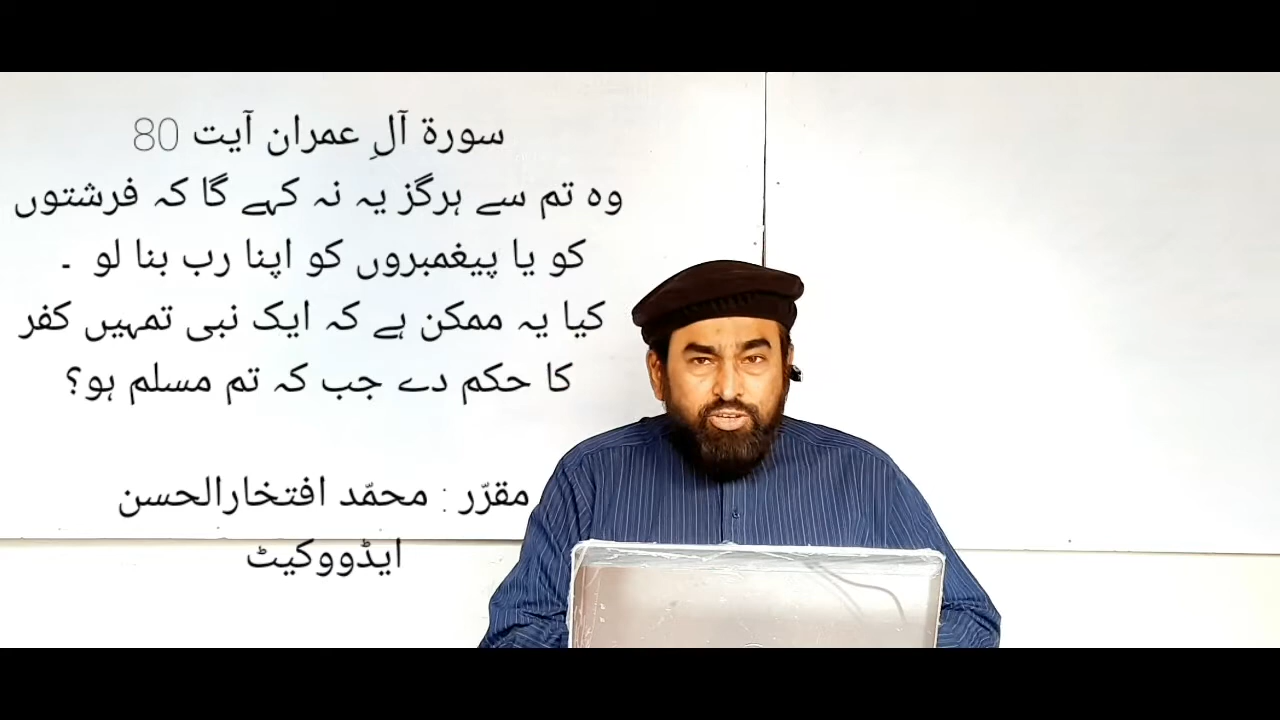 سورۃ آلِ عمران آیت 80
وہ تم سے ہرگز یہ نہ کہے گا کہ فرشتوں
کو یا پیغمبروں کو اپنا رب بنا لو ۔
کیا یہ ممکن ہے کہ ایک نبی تمہیں کفر
کا حکم دے جب کہ تم مسلم ہو؟
مقرّر : محمّد افتخارالحسن
ایڈووکیٹ